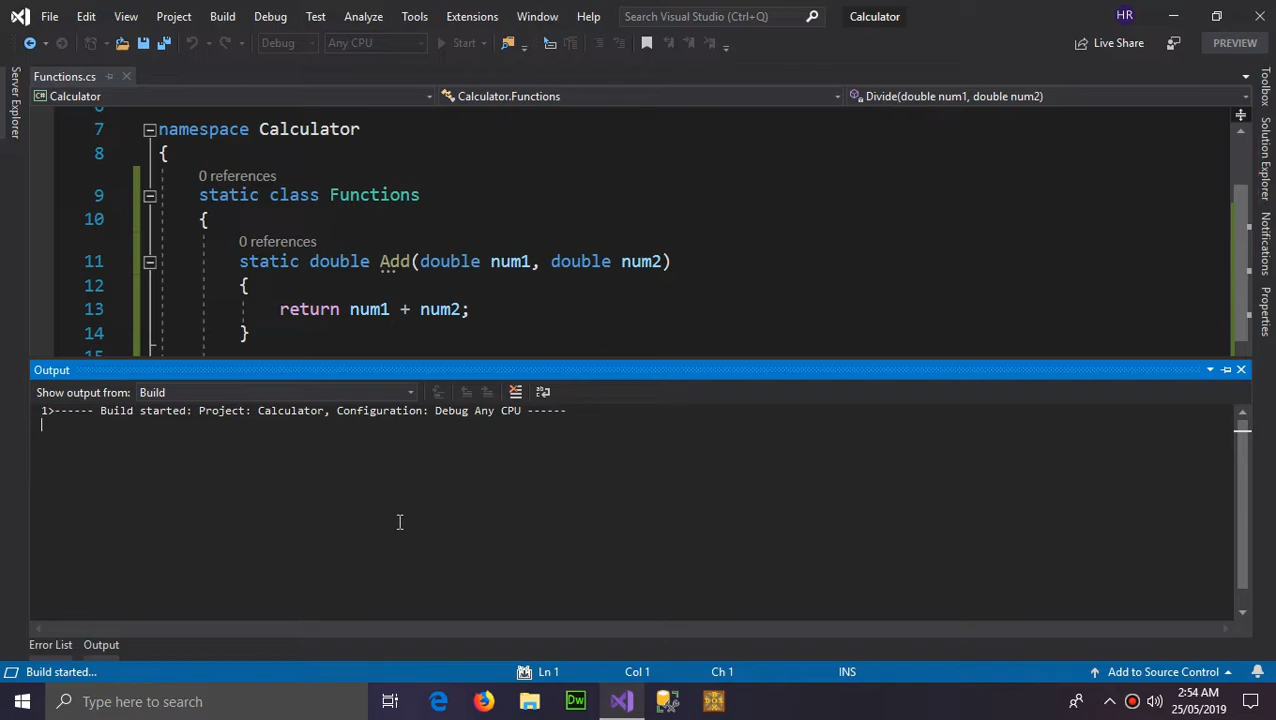 File Edit View Project Build Debug Test Analyze Tools Extensions Window Help Search Visual Studio (Ctrl+Q) Calculator HR
Debug Any CPU Start Live Share PREVIEW
Functions.cs
Calculator Calculator.Functions Divide(double num1, double num2)
Server Explorer
Toolbox
Solution Explorer
Notifications
Properties
7 namespace Calculator
8 {
0 references
9 static class Functions
10 {
0 references
11 static double Add(double num1, double num2)
12 {
13 return num1 + num2;
14 }
15
Output
Show output from: Build
1>------ Build started: Project: Calculator, Configuration: Debug Any CPU ------
Error List Output
Build started... Ln 1 Col 1 Ch 1 INS Add to Source Control
Type here to search Dw DOS 2:54 AM
25/05/2019